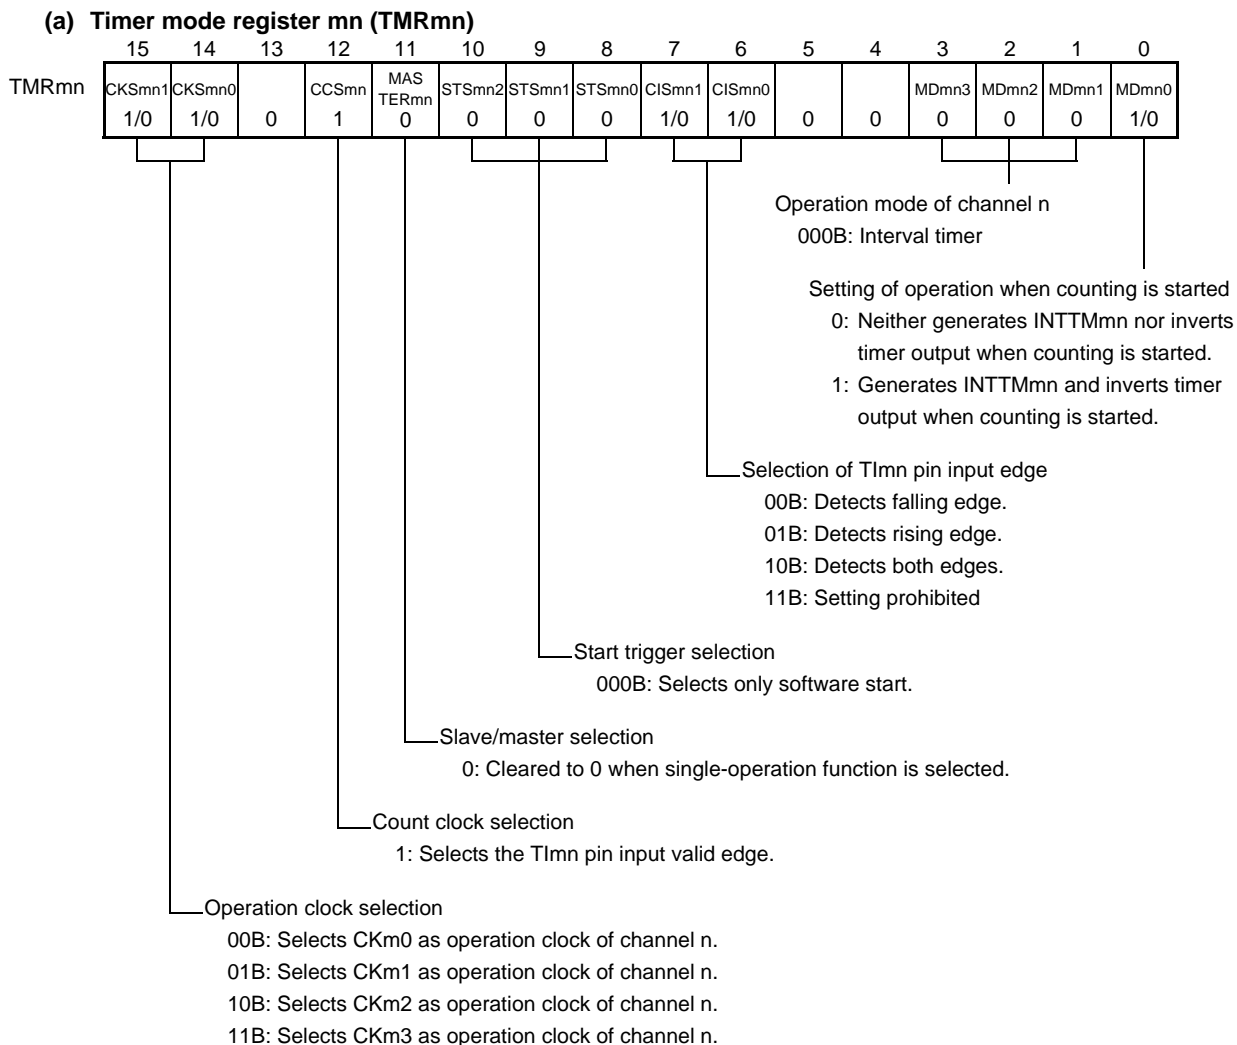 (a) Timer mode register mn (TMRmn)
15 14 13 12 11 10 9 8 7 6 5 4 3 2 1 0
TMRmn CKSmn1 CKSmn0 CCSmn MAS TERmn STSmn2 STSmn1 STSmn0 CISmn1 CISmn0 MDmn3 MDmn2 MDmn1 MDmn0
1/0 1/0 0 1 0 0 0 0 1/0 1/0 0 0 0 0 0 1/0
Operation mode of channel n
000B: Interval timer
Setting of operation when counting is started
0: Neither generates INTTMmn nor inverts
timer output when counting is started.
1: Generates INTTMmn and inverts timer
output when counting is started.
Selection of TImn pin input edge
00B: Detects falling edge.
01B: Detects rising edge.
10B: Detects both edges.
11B: Setting prohibited
Start trigger selection
000B: Selects only software start.
Slave/master selection
0: Cleared to 0 when single-operation function is selected.
Count clock selection
1: Selects the TImn pin input valid edge.
Operation clock selection
00B: Selects CKm0 as operation clock of channel n.
01B: Selects CKm1 as operation clock of channel n.
10B: Selects CKm2 as operation clock of channel n.
11B: Selects CKm3 as operation clock of channel n.